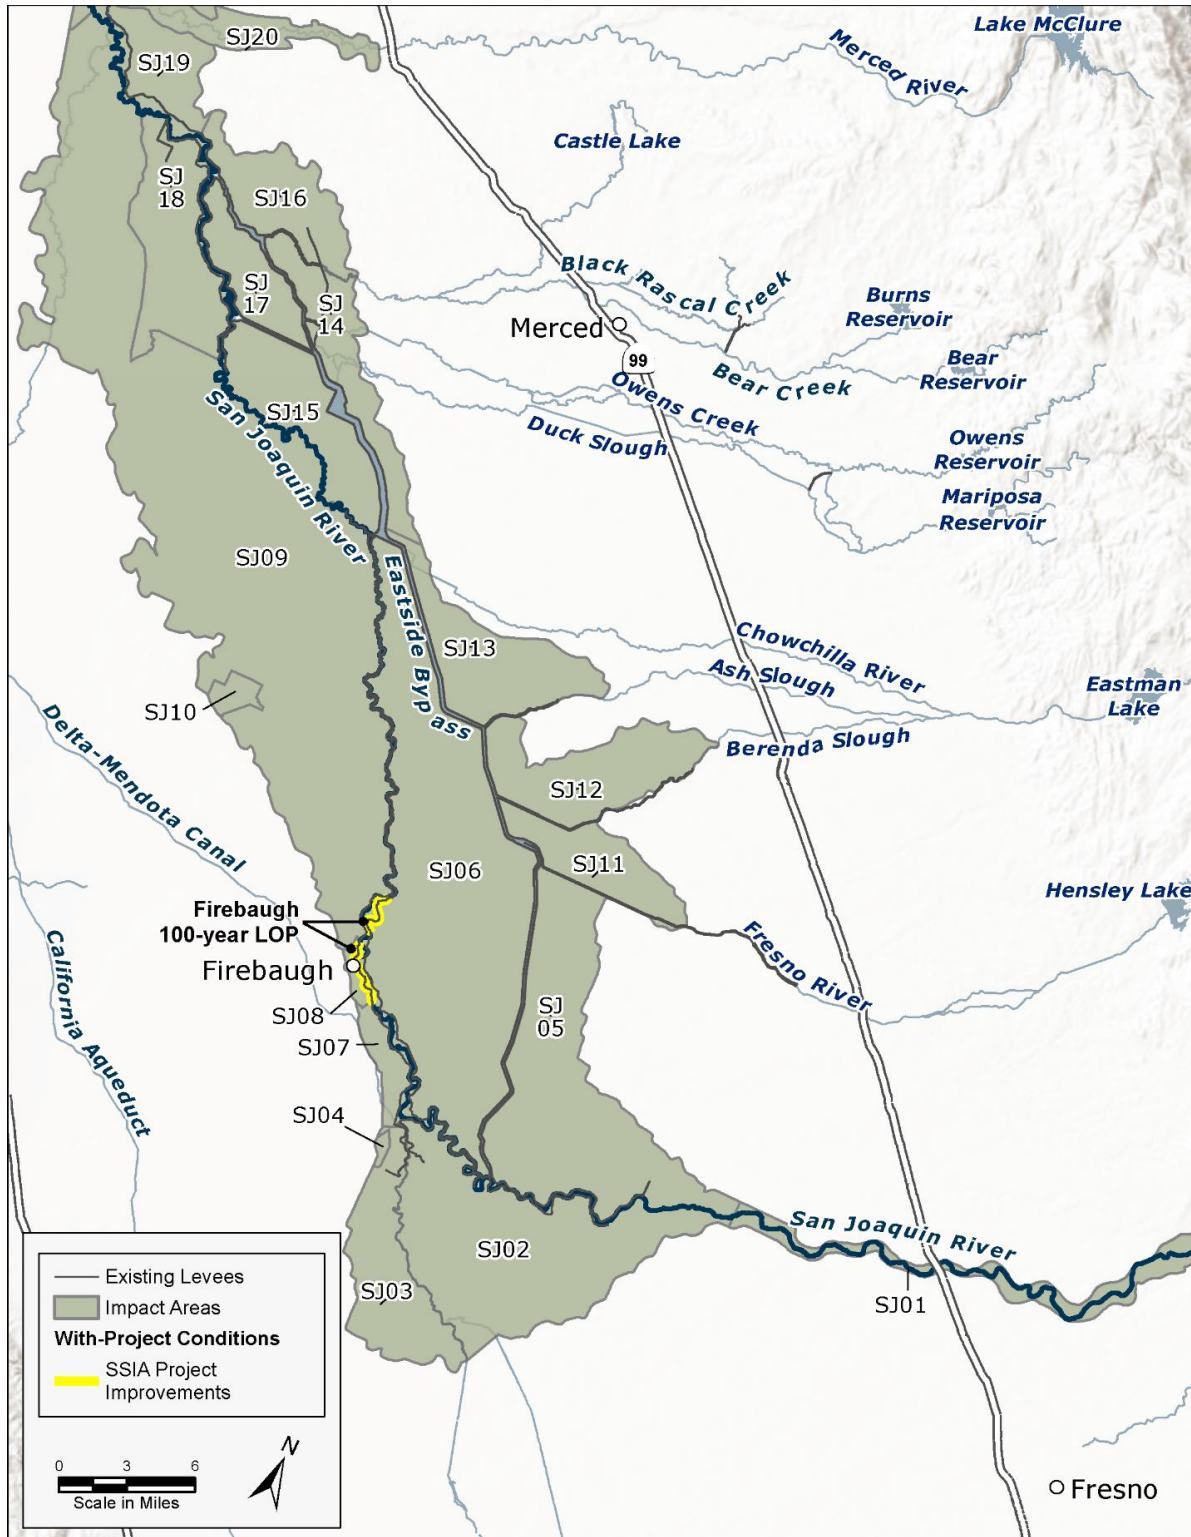 Lake McClure
SJ20
Merced River
SJ19
Castle Lake
SJ
18
SJ16
Black Rascal Creek
SJ
17
SJ
14
Burns
Reservoir
Merced
99
Bear
Reservoir
Bear Creek
Owens Creek
San Joaquin River
SJ15
Duck Slough
Owens
Reservoir
Mariposa
Reservoir
SJ09
Eastside Bypass
SJ13
Chowchilla River
Ash Slough
Eastman
Lake
SJ10
Delta-Mendota Canal
Berenda Slough
SJ12
SJ06
SJ11
Hensley Lake
Firebaugh
100-year LOP
California Aqueduct
Firebaugh
Fresno River
SJ08
SJ
05
SJ07
SJ04
San Joaquin River
SJ02
SJ03
SJ01
Existing Levees
Impact Areas
With-Project Conditions
SSIA Project
Improvements
N
0 3 6
Scale in Miles
Fresno